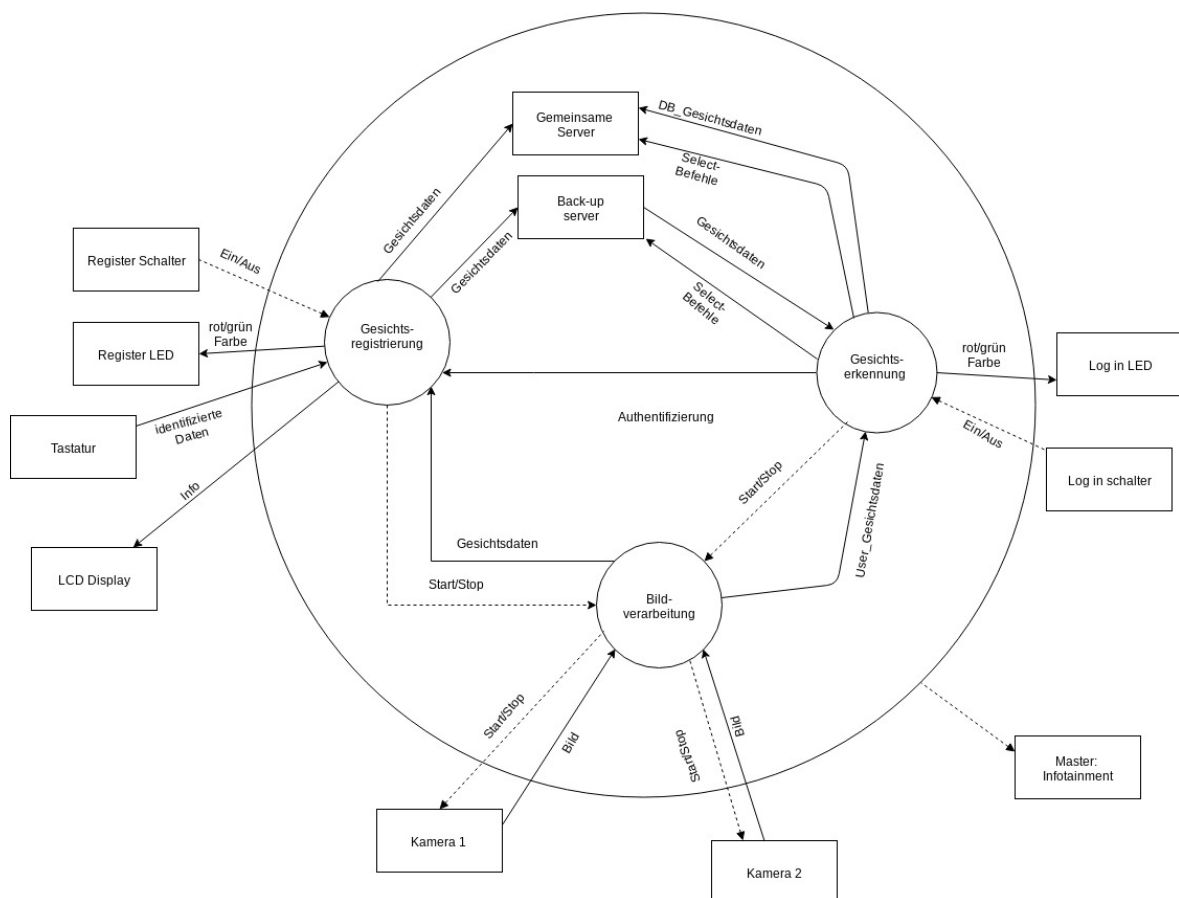 Gemeinsame
Server
DB_Gesichtsdaten
Select-
Befehle
Back-up
server
Gesichtsdaten
Gesichtsdaten
Gesichtsdaten
Select-
Befehle
Register Schalter
Ein/Aus
Gesichts-
registrierung
rot/grün
Farbe
Register LED
Gesichts-
erkennung
rot/grün
Farbe
Log in LED
identifizierte
Daten
Tastatur
Authentifizierung
Ein/Aus
Log in schalter
Info
Start/Stop
User_Gesichtsdaten
LCD Display
Gesichtsdaten
Start/Stop
Bild-
verarbeitung
Start/Stop
Bild
Start/Stop
Bild
Master:
Infotainment
Kamera 1
Kamera 2